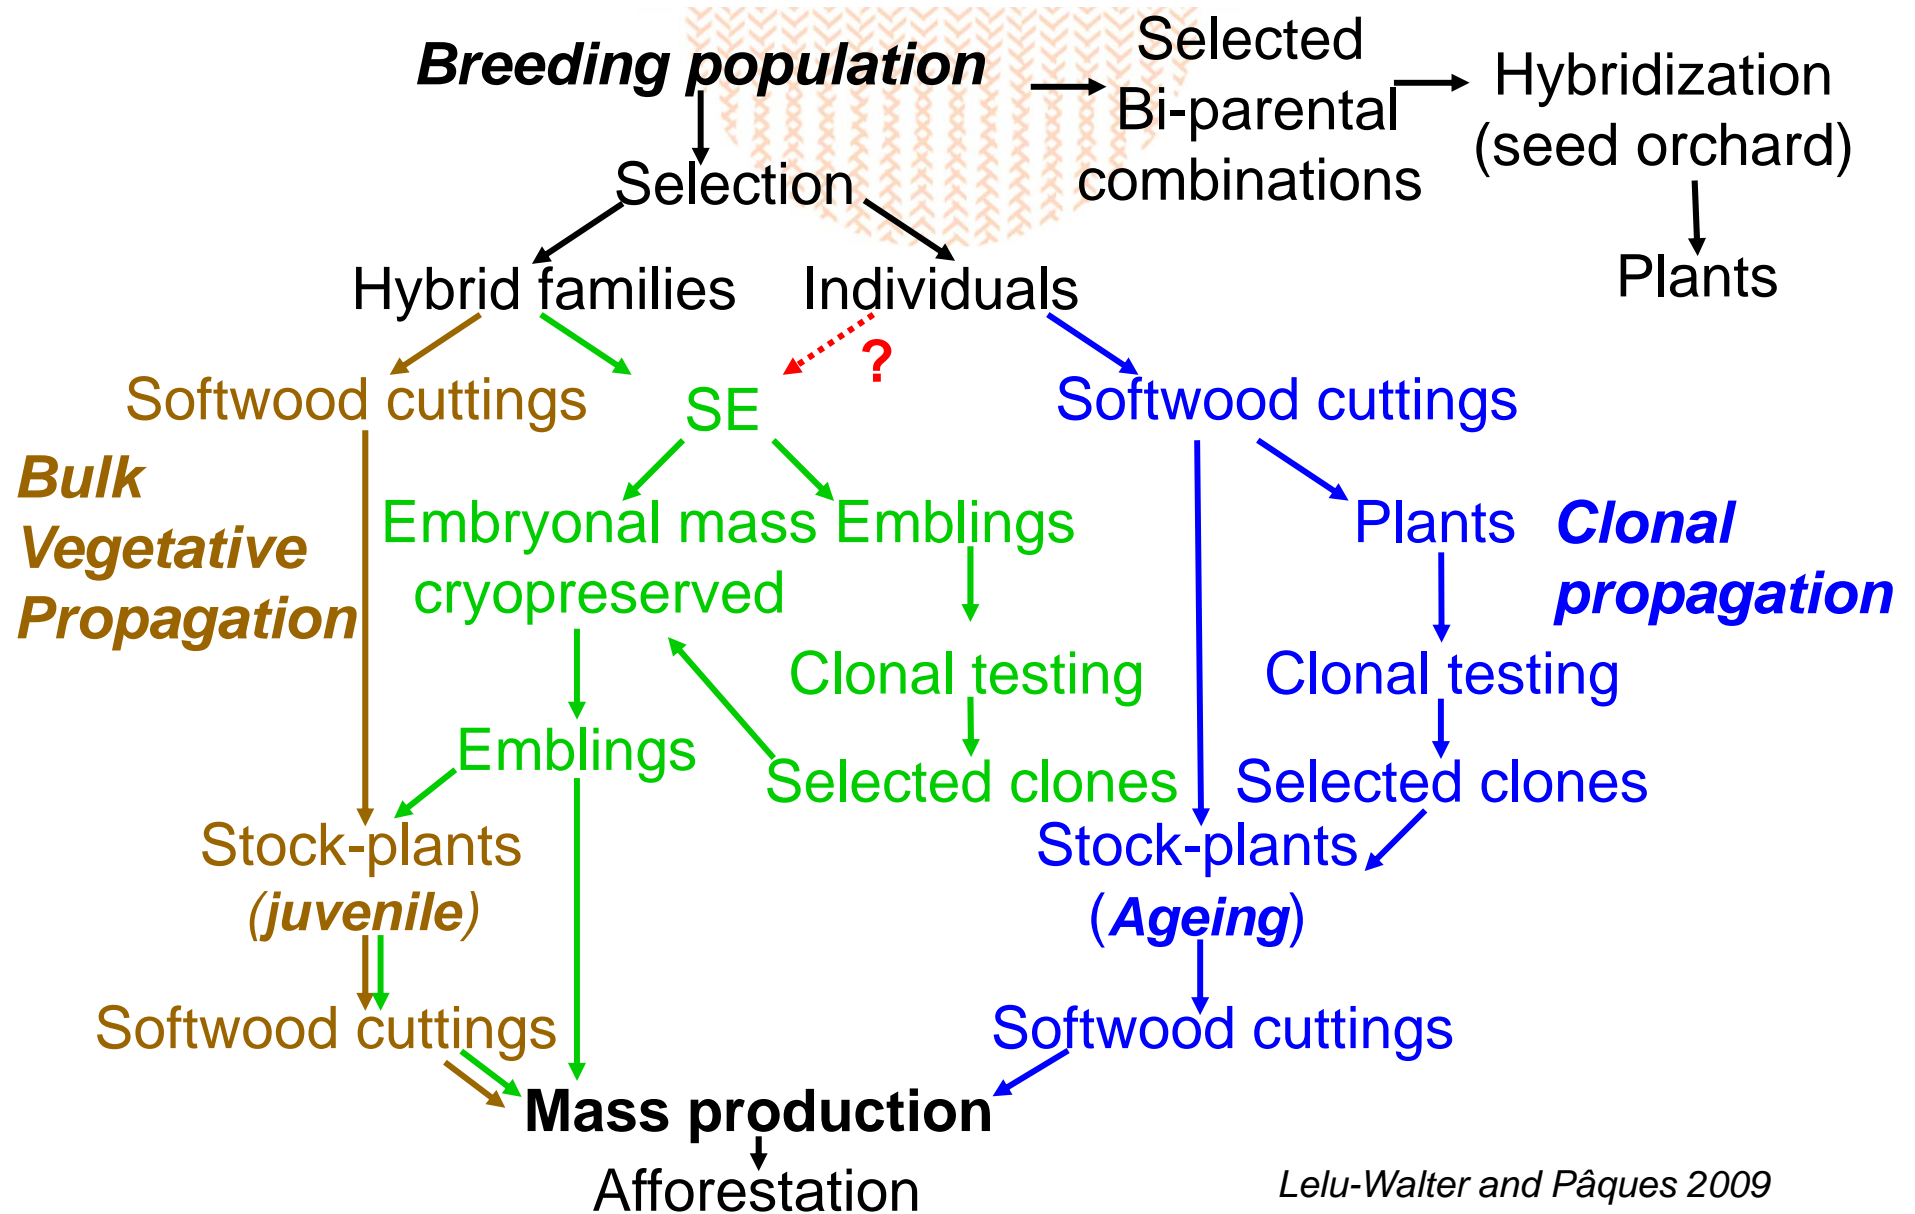 Breeding population
Selected
Bi-parental
combinations
Hybridization
(seed orchard)
Plants
Selection
Hybrid families
Individuals
?
Softwood cuttings
SE
Softwood cuttings
Bulk
Vegetative
Propagation
Embryonal mass
cryopreserved
Emblings
Plants
Clonal
propagation
Clonal testing
Clonal testing
Emblings
Selected clones
Selected clones
Stock-plants
(juvenile)
Stock-plants
(Ageing)
Softwood cuttings
Softwood cuttings
Mass production
Afforestation
Lelu-Walter and Pâques 2009